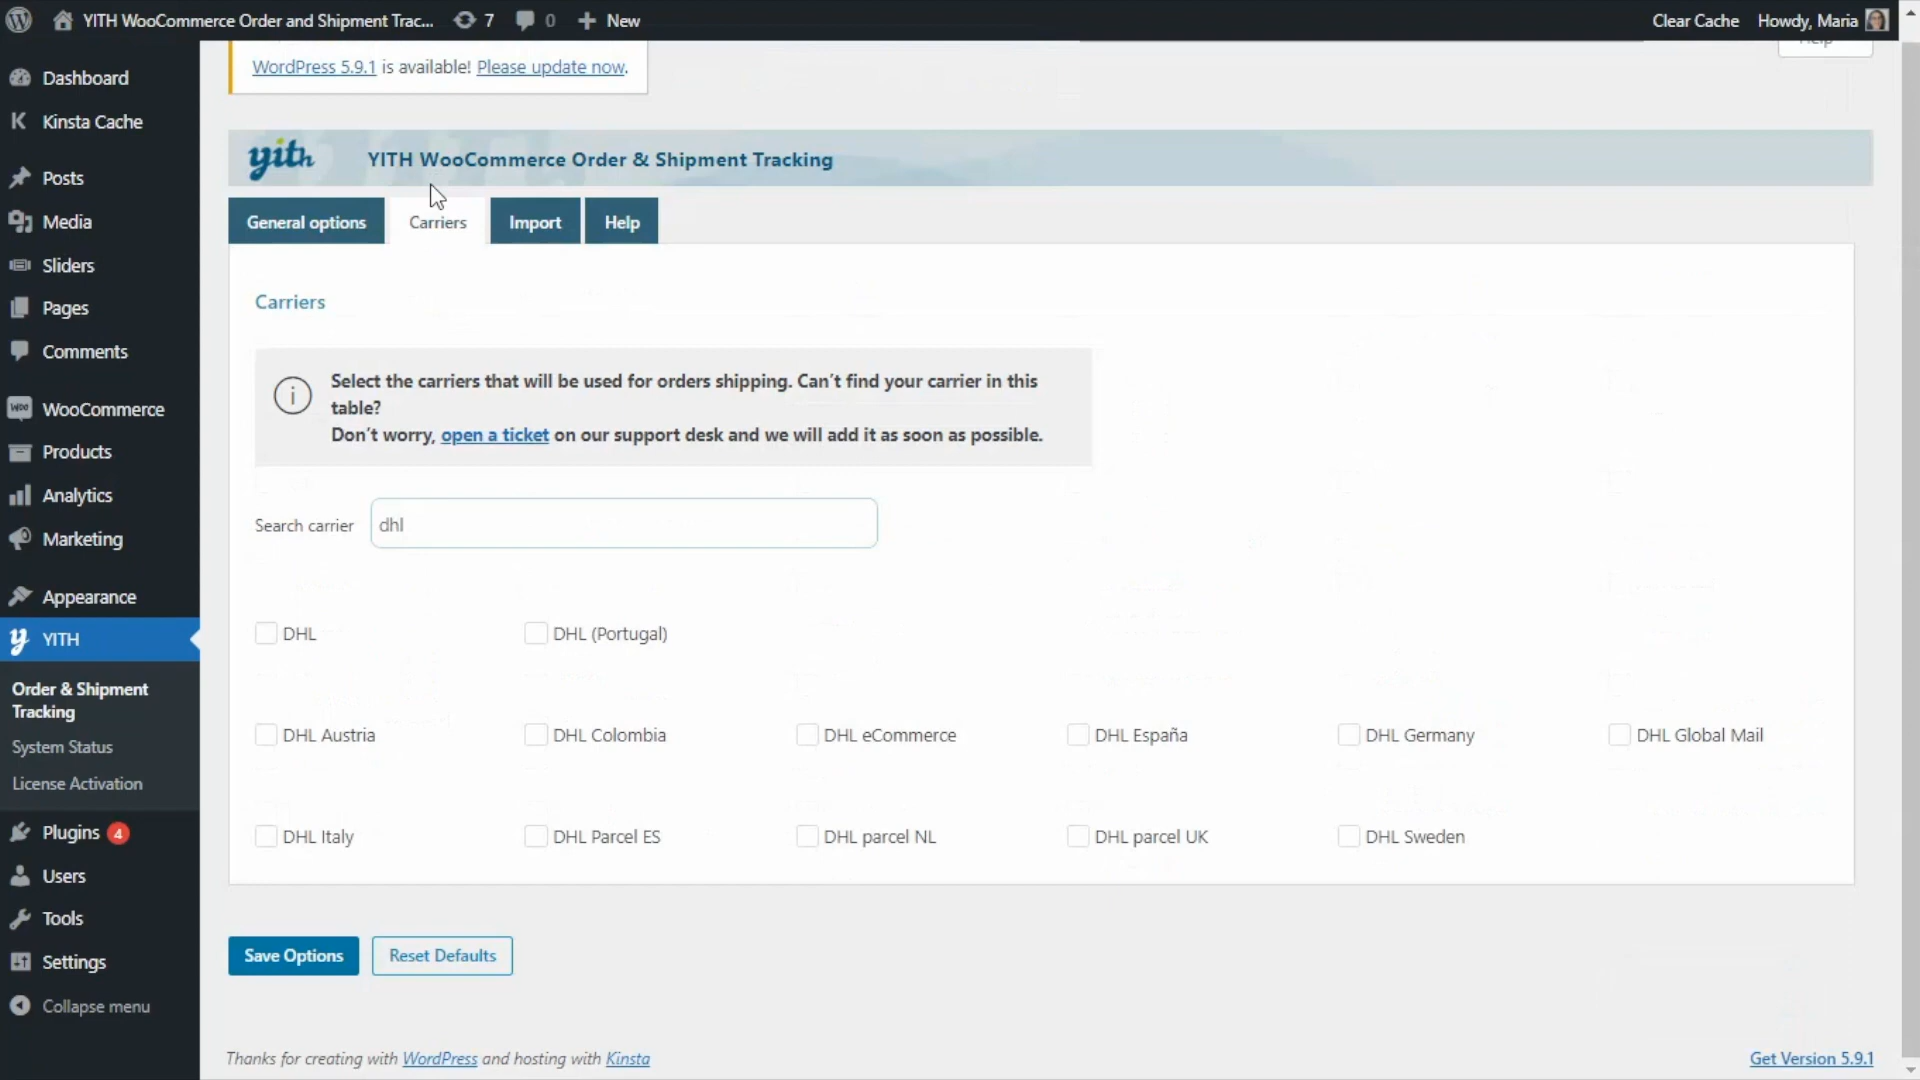 YITH WooCommerce Order and Shipment Trac... 7 0 New Clear Cache Howdy, Maria
Help
WordPress 5.9.1 is available! Please update now.
Dashboard
Kinsta Cache
Posts
Media
Sliders
Pages
Comments
WooCommerce
Products
Analytics
Marketing
Appearance
YITH
Order & Shipment
Tracking
System Status
License Activation
Plugins 4
Users
Tools
Settings
Collapse menu
yith YITH WooCommerce Order & Shipment Tracking
General options Carriers Import Help
Carriers
Select the carriers that will be used for orders shipping. Can't find your carrier in this
table?
Don't worry, open a ticket on our support desk and we will add it as soon as possible.
Search carrier dhl
DHL DHL (Portugal)
DHL Austria DHL Colombia DHL eCommerce DHL España DHL Germany DHL Global Mail
DHL Italy DHL Parcel ES DHL parcel NL DHL parcel UK DHL Sweden
Save Options Reset Defaults
Thanks for creating with WordPress and hosting with Kinsta Get Version 5.9.1